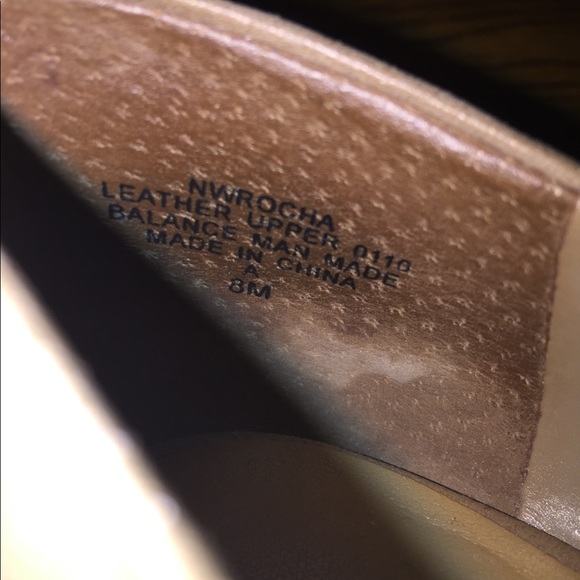 NWROCHA
LEATHER UPPER 0110
BALANCE MAN MADE
MADE IN CHINA
A
8M